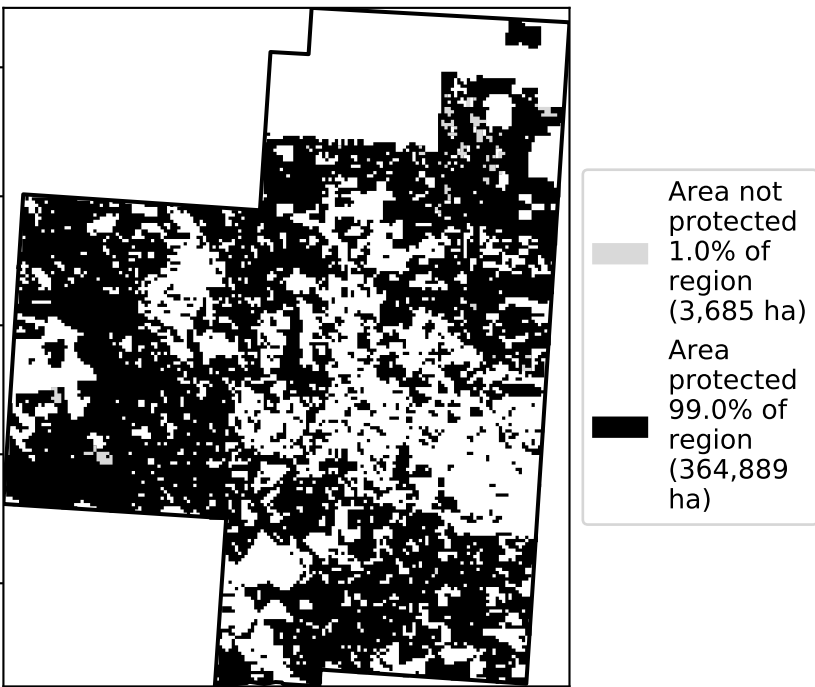 Area not
protected
1.0% of
region
(3,685 ha)
Area
protected
99.0% of
region
(364,889
ha)